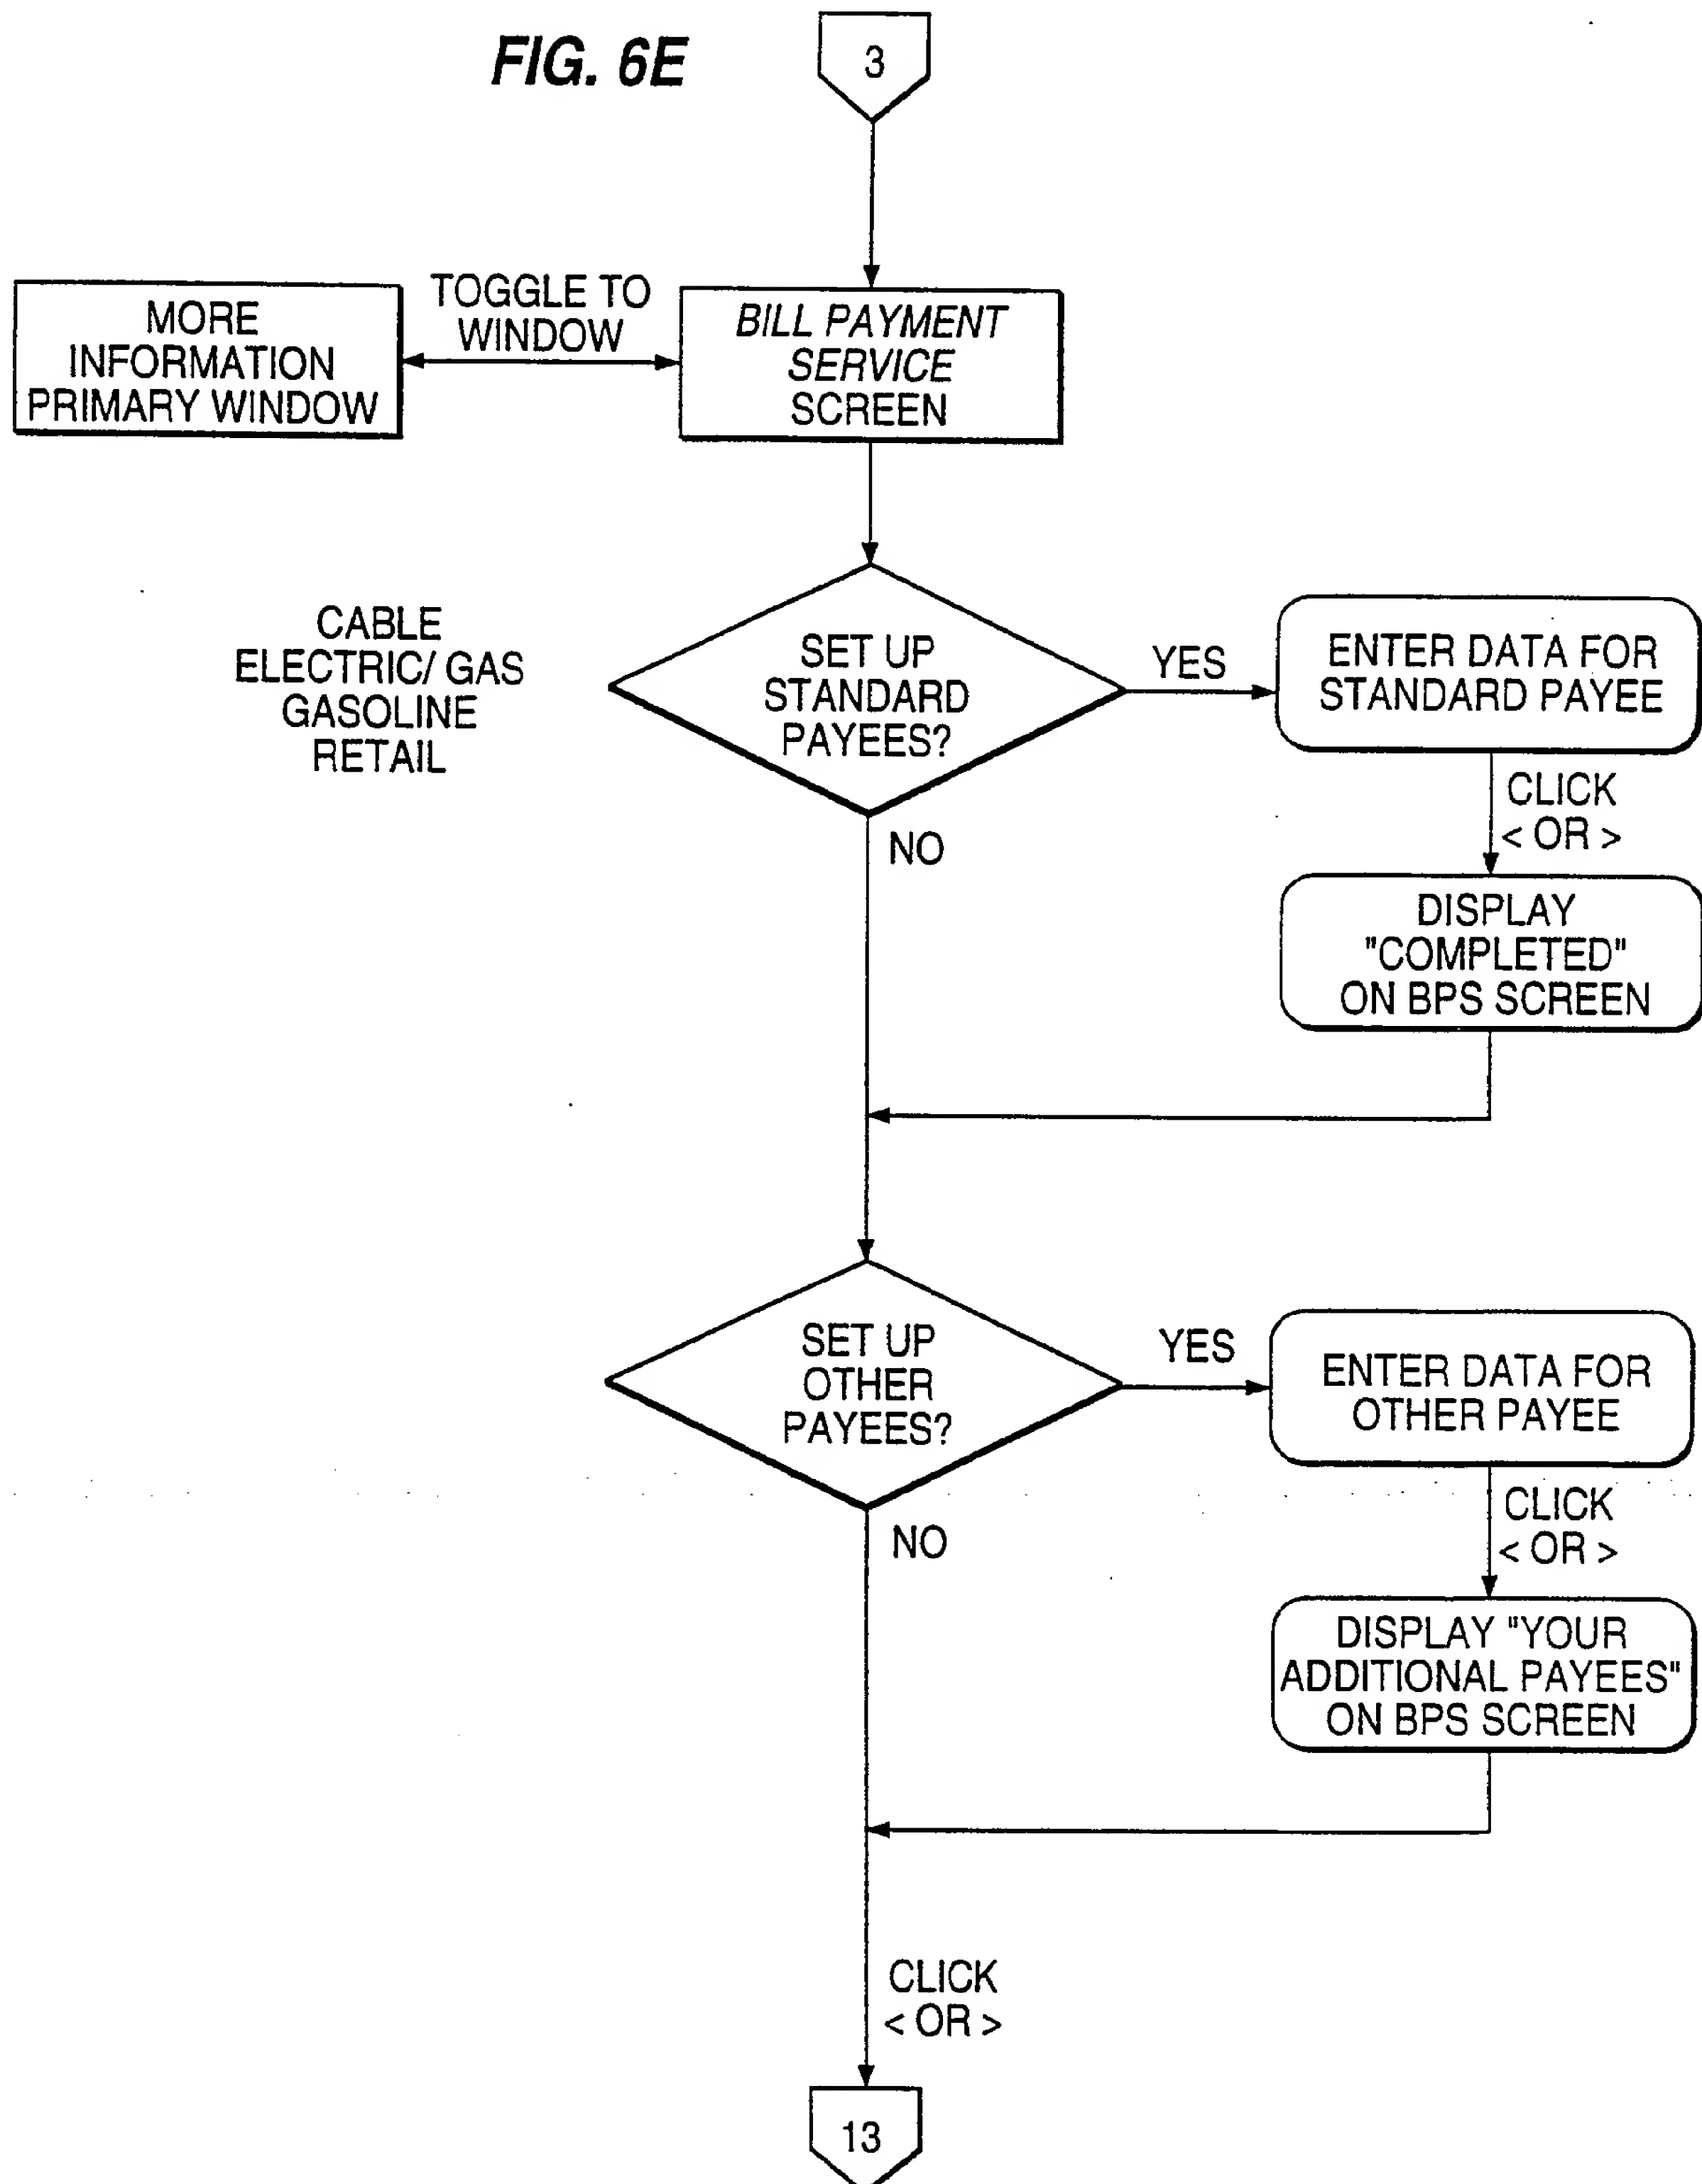 FIG. 6E
3
MORE
INFORMATION
PRIMARY WINDOW
TOGGLE TO
WINDOW
BILL PAYMENT
SERVICE
SCREEN
CABLE
ELECTRIC/ GAS
GASOLINE
RETAIL
SET UP
STANDARD
PAYEES?
YES
ENTER DATA FOR
STANDARD PAYEE
CLICK
< OR >
NO
DISPLAY
"COMPLETED"
ON BPS SCREEN
SET UP
OTHER
PAYEES?
YES
ENTER DATA FOR
OTHER PAYEE
CLICK
< OR >
NO
DISPLAY "YOUR
ADDITIONAL PAYEES"
ON BPS SCREEN
CLICK
< OR >
13